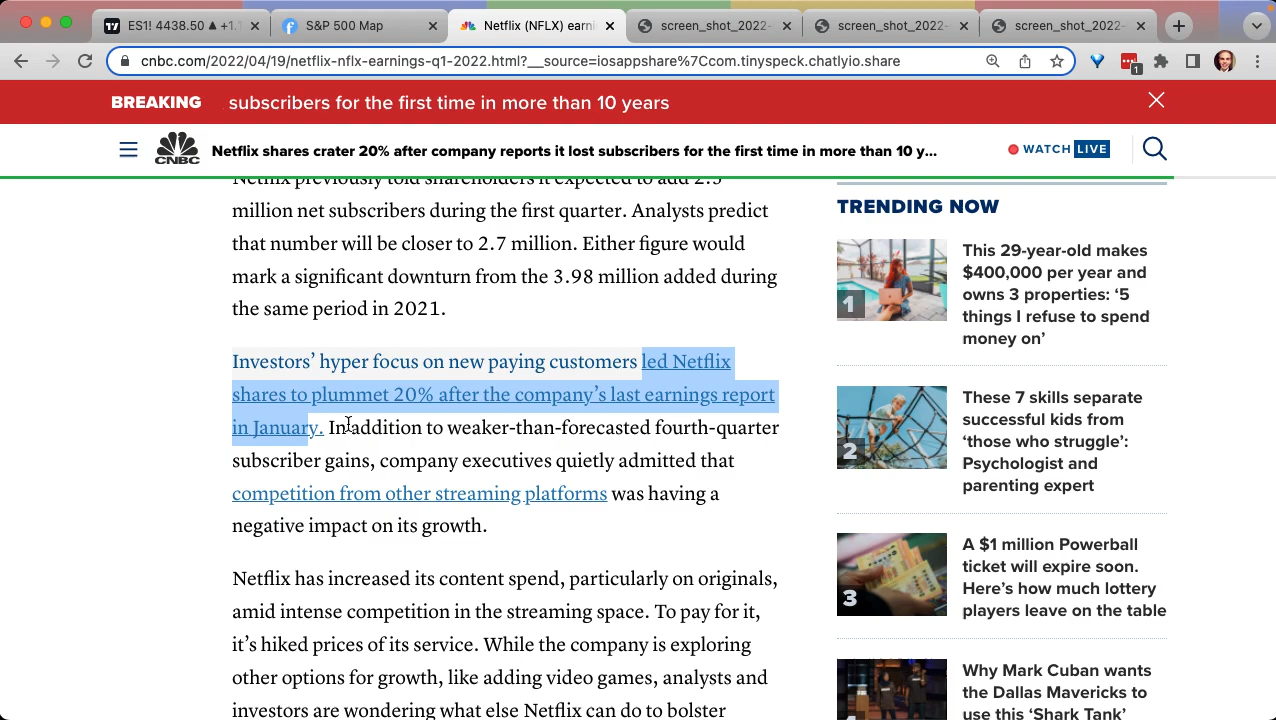 ES1! 4438.50 ▲ +1.
S&P 500 Map
Netflix (NFLX) earni
screen_shot_2022-
screen_shot_2022-
screen_shot_2022-
cnbc.com/2022/04/19/netflix-nflx-earnings-q1-2022.html?__source=iosappshare%7Ccom.tinyspeck.chatlyio.share
1
BREAKING subscribers for the first time in more than 10 years
CNBC
Netflix shares crater 20% after company reports it lost subscribers for the first time in more than 10 y...
WATCH LIVE
Netflix previously told shareholders it expected to add 2.5
million net subscribers during the first quarter. Analysts predict
that number will be closer to 2.7 million. Either figure would
mark a significant downturn from the 3.98 million added during
the same period in 2021.
Investors’ hyper focus on new paying customers led Netflix
shares to plummet 20% after the company’s last earnings report
in January. In addition to weaker-than-forecasted fourth-quarter
subscriber gains, company executives quietly admitted that
competition from other streaming platforms was having a
negative impact on its growth.
Netflix has increased its content spend, particularly on originals,
amid intense competition in the streaming space. To pay for it,
it’s hiked prices of its service. While the company is exploring
other options for growth, like adding video games, analysts and
investors are wondering what else Netflix can do to bolster
TRENDING NOW
1
This 29-year-old makes
$400,000 per year and
owns 3 properties: ‘5
things I refuse to spend
money on’
2
These 7 skills separate
successful kids from
‘those who struggle’:
Psychologist and
parenting expert
3
A $1 million Powerball
ticket will expire soon.
Here’s how much lottery
players leave on the table
Why Mark Cuban wants
the Dallas Mavericks to
use this ‘Shark Tank’